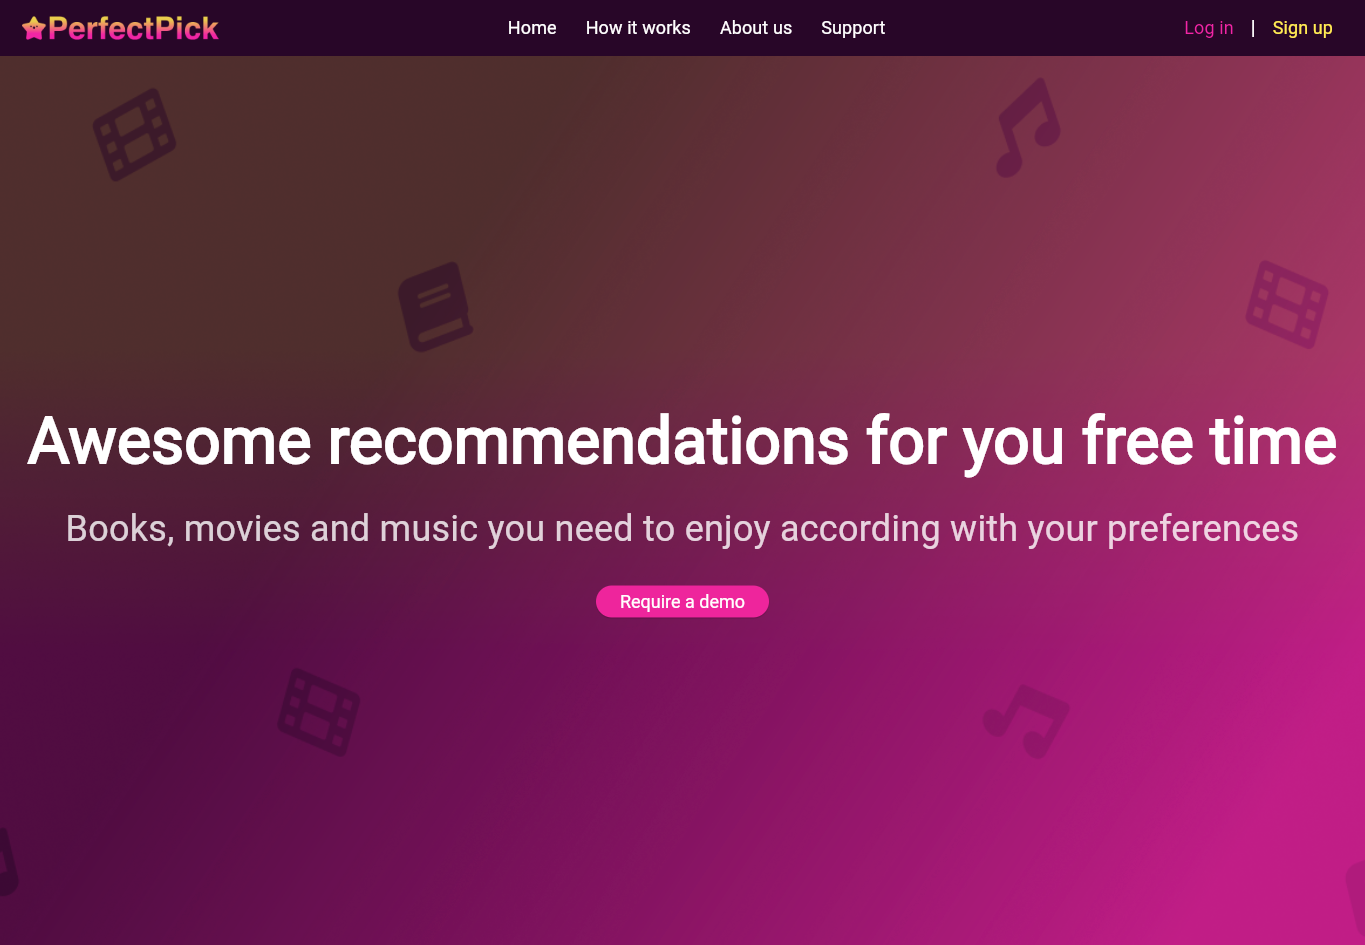 PerfectPick
Home How it works About us Support
Log in | Sign up
Awesome recommendations for you free time
Books, movies and music you need to enjoy according with your preferences
Require a demo